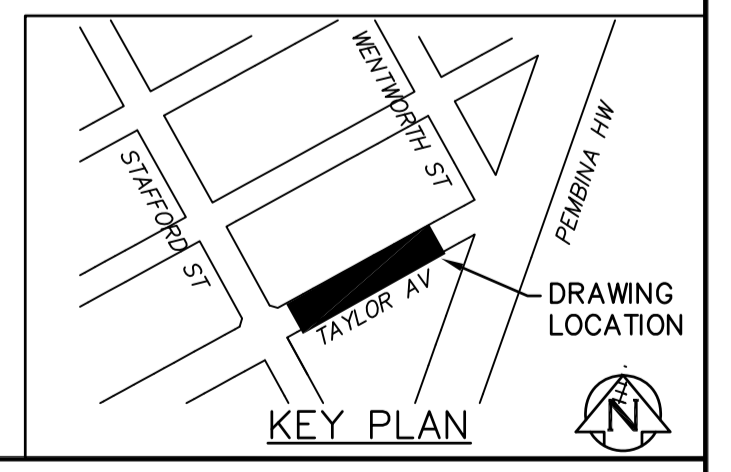 WENTWORTH ST
PEMBINA HW
STAFFORD ST
TAYLOR AV
DRAWING
LOCATION
KEY PLAN
N